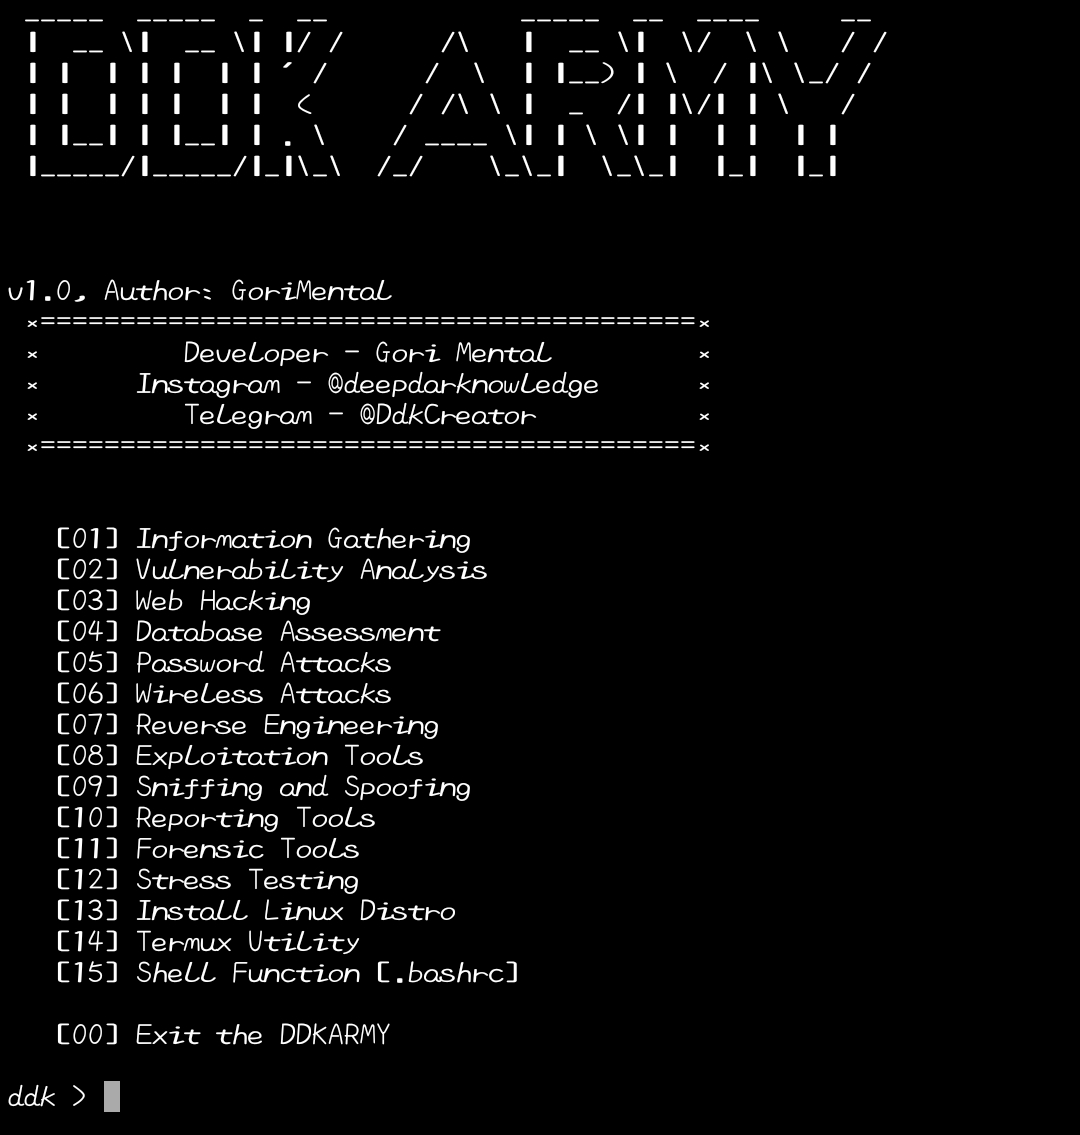 DDK ARMY
v1.0, Author: GoriMental
×=========================================×
× Developer - Gori Mental ×
× Instagram - @deepdarknowledge ×
× Telegram - @DdkCreator ×
×=========================================×
[01] Information Gathering
[02] Vulnerability Analysis
[03] Web Hacking
[04] Database Assessment
[05] Password Attacks
[06] Wireless Attacks
[07] Reverse Engineering
[08] Exploitation Tools
[09] Sniffing and Spoofing
[10] Reporting Tools
[11] Forensic Tools
[12] Stress Testing
[13] Install Linux Distro
[14] Termux Utility
[15] Shell Function [.bashrc]
[00] Exit the DDKARMY
ddk >